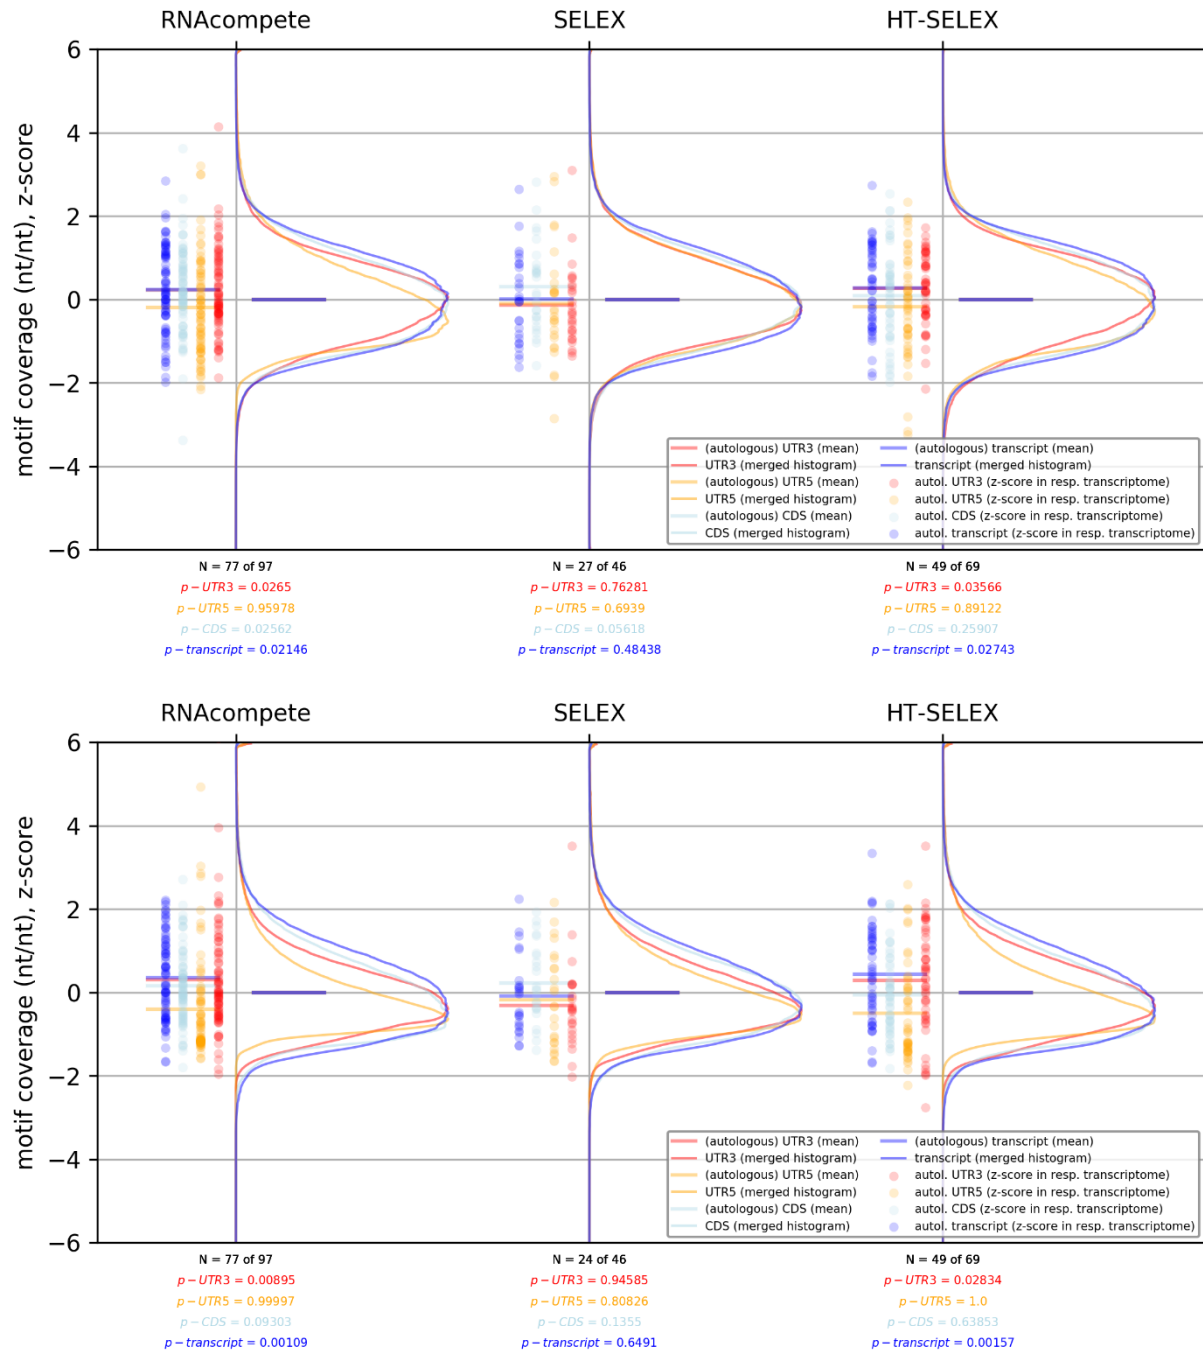 RNAcompete SELEX HT-SELEX
6
4
2
0
−2
−4
−6
motif coverage (nt/nt), z-score
(autologous) UTR3 (mean) (autologous) transcript (mean)
UTR3 (merged histogram) transcript (merged histogram)
(autologous) UTR5 (mean) autol. UTR3 (z-score in resp. transcriptome)
UTR5 (merged histogram) autol. UTR5 (z-score in resp. transcriptome)
(autologous) CDS (mean) autol. CDS (z-score in resp. transcriptome)
CDS (merged histogram) autol. transcript (z-score in resp. transcriptome)
N = 77 of 97 N = 27 of 46 N = 49 of 69
p − UTR3 = 0.0265 p − UTR3 = 0.76281 p − UTR3 = 0.03566
p − UTR5 = 0.95978 p − UTR5 = 0.6939 p − UTR5 = 0.89122
p − CDS = 0.02562 p − CDS = 0.05618 p − CDS = 0.25907
p − transcript = 0.02146 p − transcript = 0.48438 p − transcript = 0.02743
RNAcompete SELEX HT-SELEX
6
4
2
0
−2
−4
−6
motif coverage (nt/nt), z-score
(autologous) UTR3 (mean) (autologous) transcript (mean)
UTR3 (merged histogram) transcript (merged histogram)
(autologous) UTR5 (mean) autol. UTR3 (z-score in resp. transcriptome)
UTR5 (merged histogram) autol. UTR5 (z-score in resp. transcriptome)
(autologous) CDS (mean) autol. CDS (z-score in resp. transcriptome)
CDS (merged histogram) autol. transcript (z-score in resp. transcriptome)
N = 77 of 97 N = 24 of 46 N = 49 of 69
p − UTR3 = 0.00895 p − UTR3 = 0.94585 p − UTR3 = 0.02834
p − UTR5 = 0.99997 p − UTR5 = 0.80826 p − UTR5 = 1.0
p − CDS = 0.09303 p − CDS = 0.1355 p − CDS = 0.63853
p − transcript = 0.00109 p − transcript = 0.6491 p − transcript = 0.00157